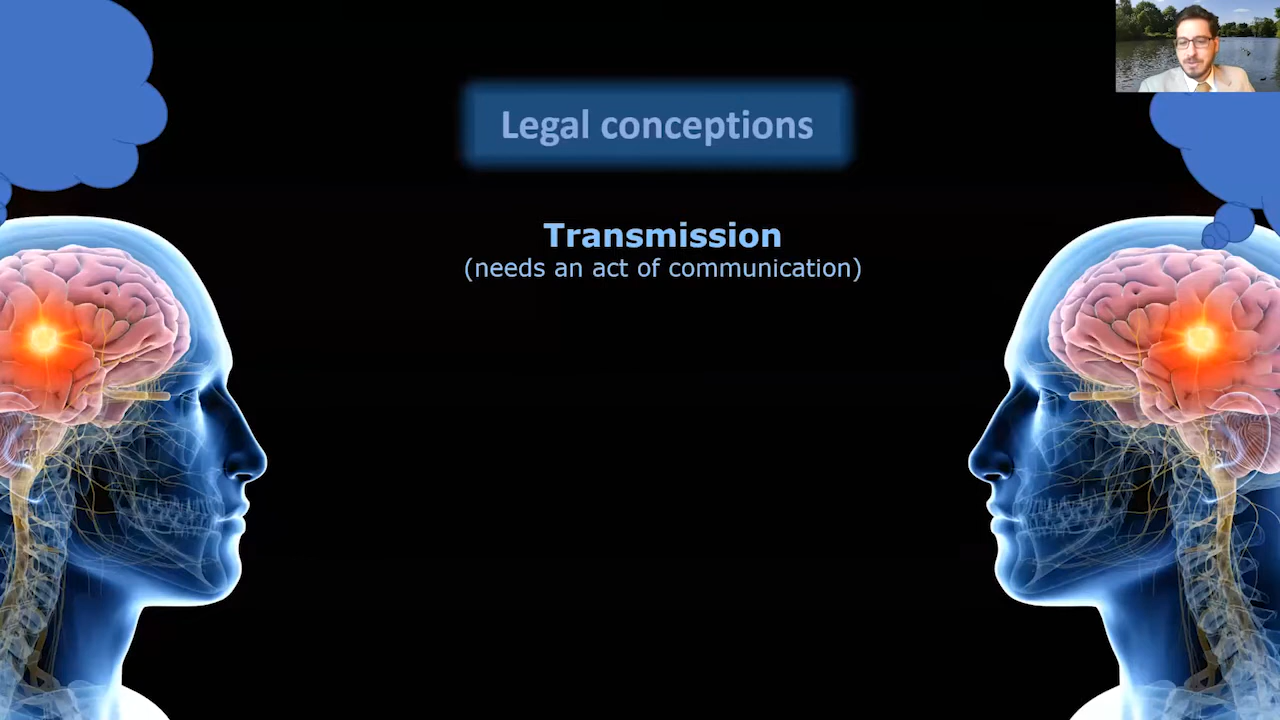 Legal conceptions
Transmission
(needs an act of communication)